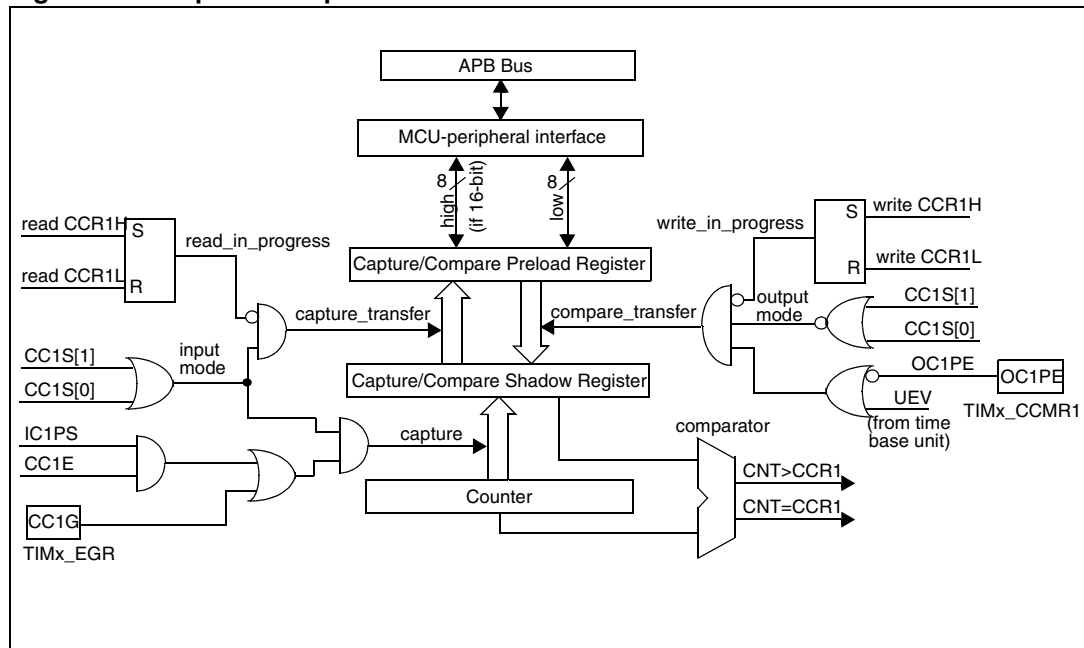 APB Bus
MCU-peripheral interface
8
high
(if 16-bit)
8
low
read CCR1H
S
read_in_progress
read CCR1L
R
write_in_progress
S
write CCR1H
R
write CCR1L
Capture/Compare Preload Register
capture_transfer
compare_transfer
output
mode
CC1S[1]
CC1S[0]
CC1S[1]
input
mode
CC1S[0]
Capture/Compare Shadow Register
OC1PE
OC1PE
UEV
TIMx_CCMR1
(from time
base unit)
IC1PS
CC1E
capture
comparator
CNT>CCR1
Counter
CNT=CCR1
CC1G
TIMx_EGR